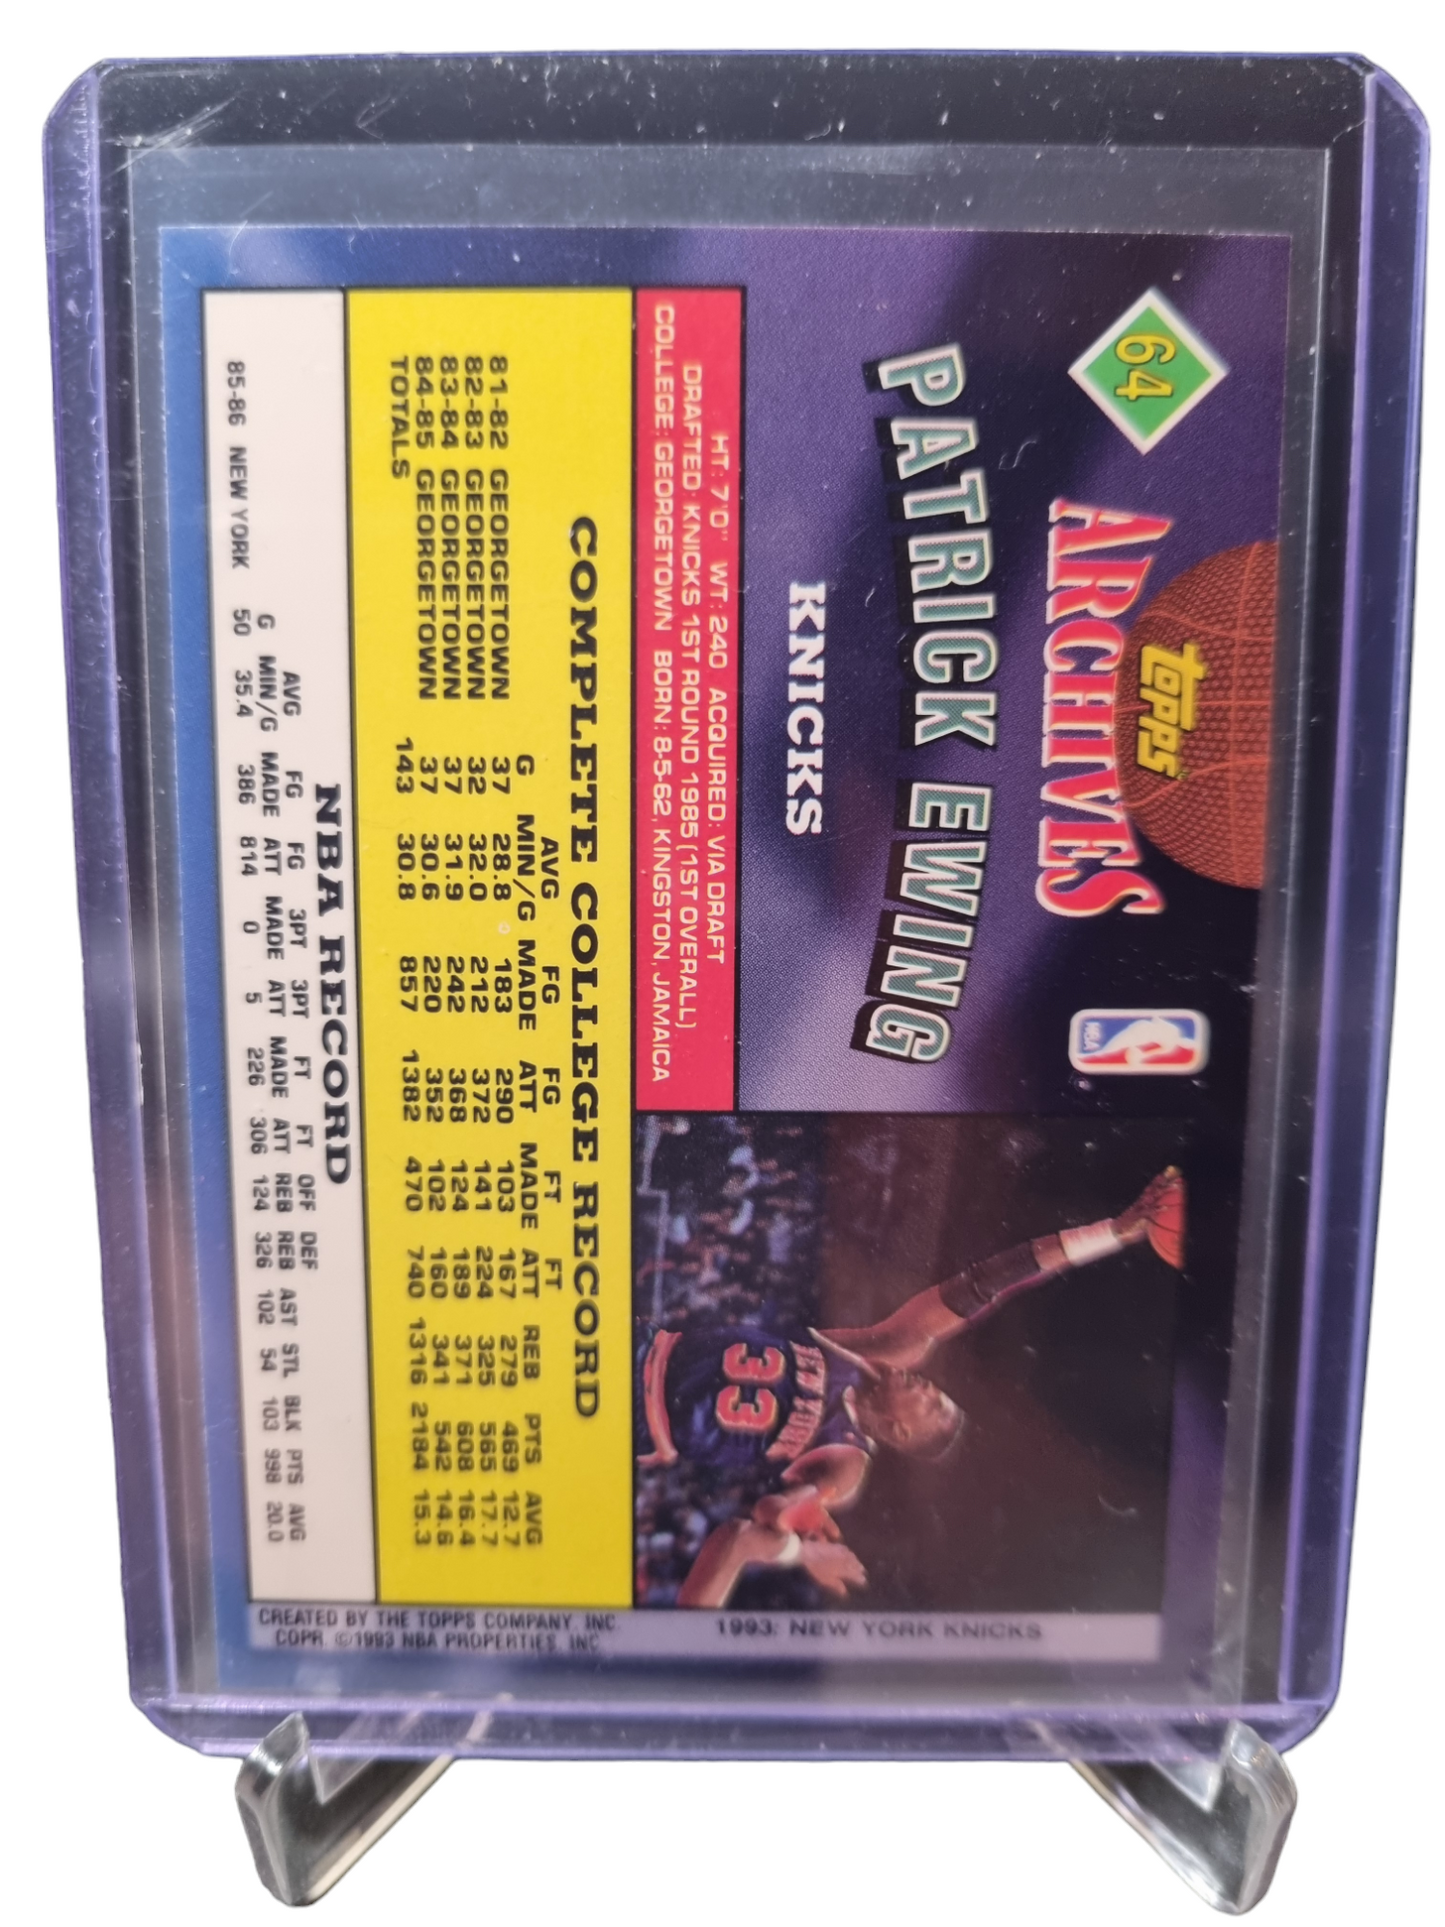 64
TOPPS
ARCHIVES
NBA
PATRICK EWING
KNICKS
HT: 7'0" WT: 240 ACQUIRED: VIA DRAFT
DRAFTED: KNICKS 1ST ROUND 1985 (1ST OVERALL)
COLLEGE: GEORGETOWN BORN: 8-5-62, KINGSTON, JAMAICA
NEW YORK
33
COMPLETE COLLEGE RECORD
AVG FG FG FT FT
G MIN/G MADE ATT MADE ATT REB PTS AVG
81-82 GEORGETOWN 37 28.8 183 290 103 167 279 469 12.7
82-83 GEORGETOWN 32 32.0 212 372 141 224 325 565 17.7
83-84 GEORGETOWN 37 31.9 242 368 124 189 371 608 16.4
84-85 GEORGETOWN 37 30.6 220 352 102 160 341 542 14.6
TOTALS 143 30.8 857 1382 470 740 1316 2184 15.3
NBA RECORD
AVG FG FG 3PT 3PT FT FT OFF DEF
G MIN/G MADE ATT MADE ATT MADE ATT REB REB AST STL BLK PTS AVG
85-86 NEW YORK 50 35.4 386 814 0 5 226 306 124 326 102 54 103 998 20.0
1993: NEW YORK KNICKS
CREATED BY THE TOPPS COMPANY, INC.
COPR. ©1993 NBA PROPERTIES, INC.